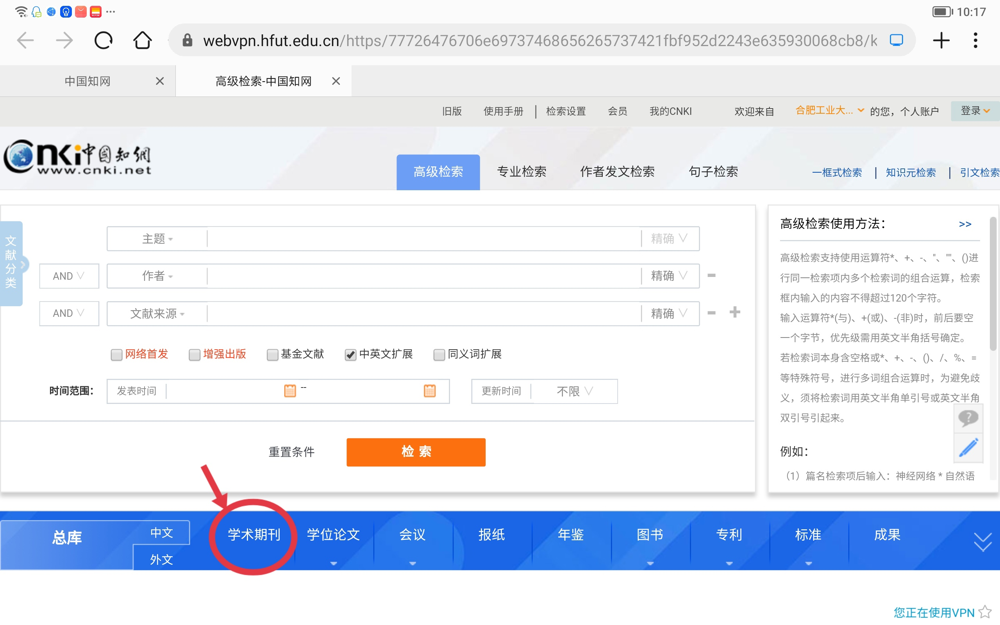 10:17
webvpn.hfut.edu.cn/https/77726476706e69737468656265737421fbf952d2243e635930068cb8/k
中国知网
高级检索-中国知网
旧版 使用手册 检索设置 会员 我的CNKI 欢迎来自 合肥工业大... 的您，个人账户 登录
cnki中国知網
www.cnki.net
高级检索 专业检索 作者发文检索 句子检索 一框式检索 | 知识元检索 | 引文检索
文献分类
主题 精确
AND 作者 精确
AND 文献来源 精确
网络首发 增强出版 基金文献 中英文扩展 同义词扩展
时间范围： 发表时间 -- 更新时间 不限
重置条件 检 索
高级检索使用方法： >>
高级检索支持使用运算符*、+、-、''、""、()进
行同一检索项内多个检索词的组合运算，检索
框内输入的内容不得超过120个字符。
输入运算符*(与)、+(或)、-(非)时，前后要空
一个字节，优先级需用英文半角括号确定。
若检索词本身含空格或*、+、-、()、/、%、=
等特殊符号，进行多词组合运算时，为避免歧
义，须将检索词用英文半角单引号或英文半角
双引号引起来。
例如：
（1）篇名检索项后输入：神经网络 * 自然语
总库 中文 外文 学术期刊 学位论文 会议 报纸 年鉴 图书 专利 标准 成果
您正在使用VPN